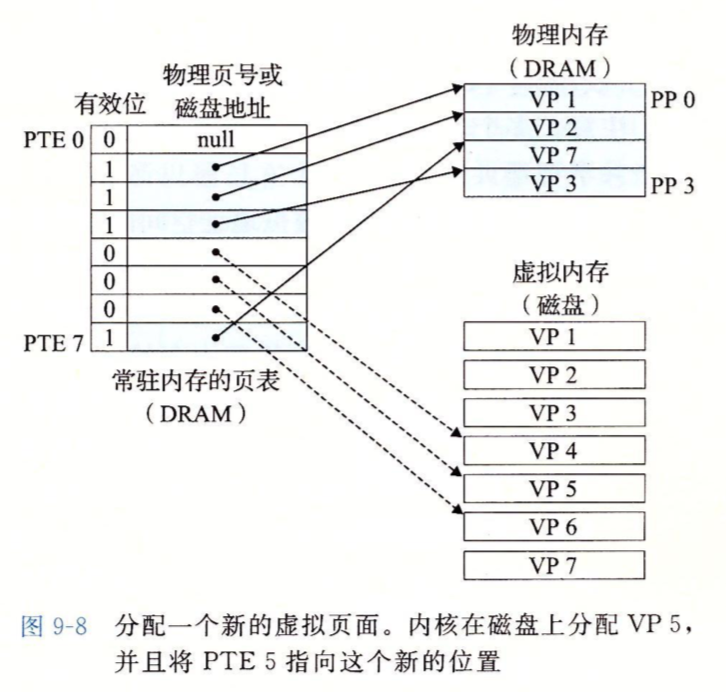 物理页号或
有效位 磁盘地址
PTE 0 0 null
1
1
1
0
0
0
PTE 7 1
常驻内存的页表
（DRAM）
物理内存
（DRAM）
VP 1 PP 0
VP 2
VP 7
VP 3 PP 3
虚拟内存
（磁盘）
VP 1
VP 2
VP 3
VP 4
VP 5
VP 6
VP 7
图 9-8 分配一个新的虚拟页面。内核在磁盘上分配 VP 5，
并且将 PTE 5 指向这个新的位置